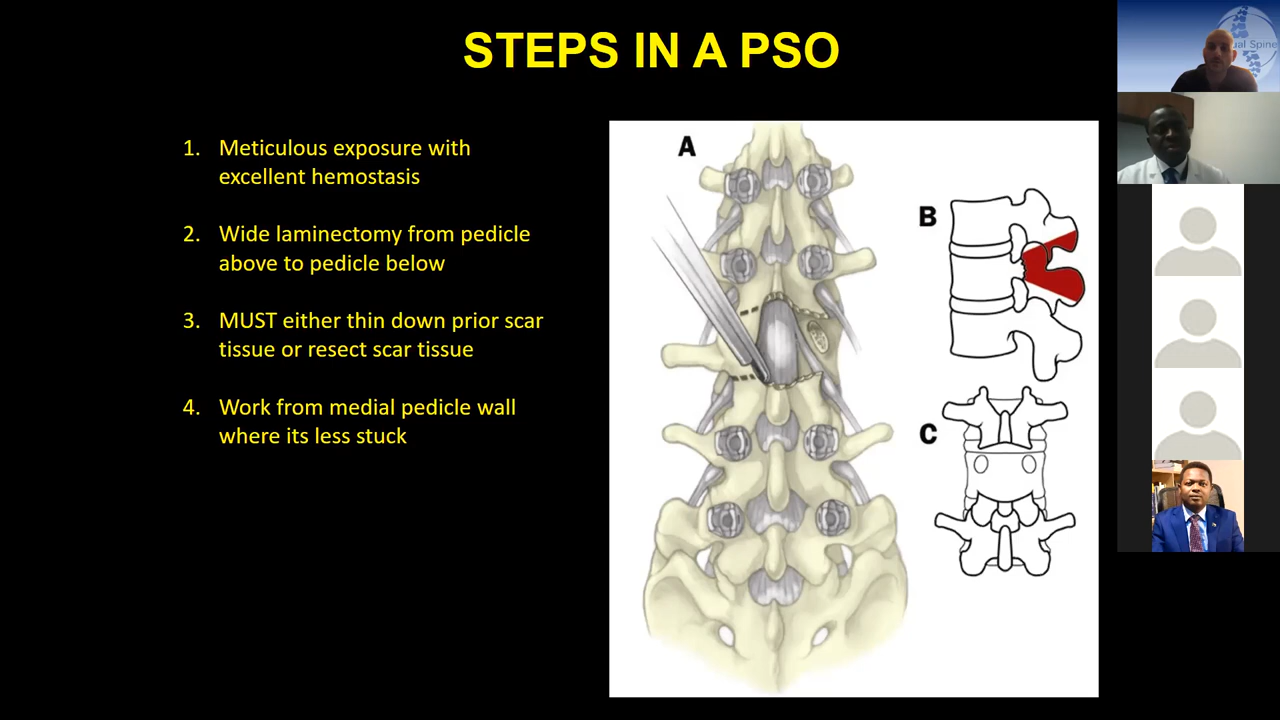 STEPS IN A PSO
1. Meticulous exposure with
excellent hemostasis
2. Wide laminectomy from pedicle
above to pedicle below
3. MUST either thin down prior scar
tissue or resect scar tissue
4. Work from medial pedicle wall
where its less stuck
A
B
C
Spine